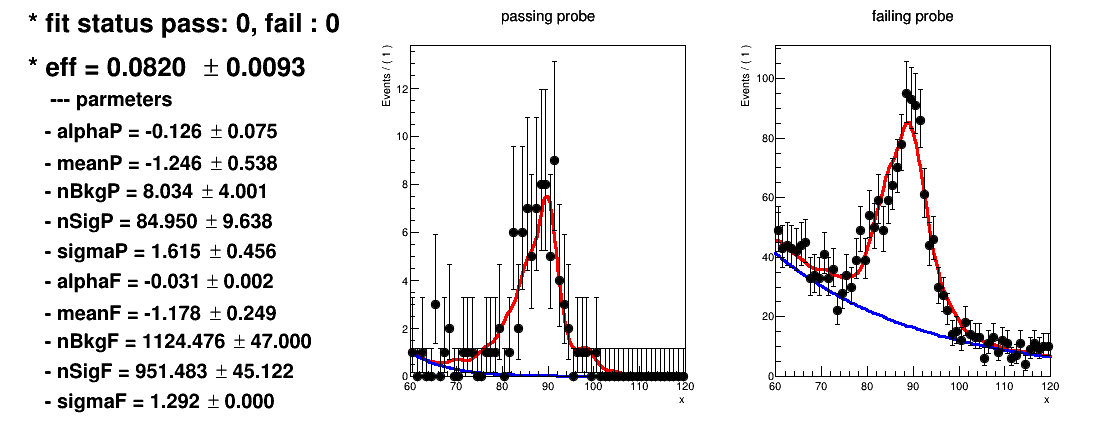 * fit status pass: 0, fail : 0
* eff = 0.0820 ± 0.0093
--- parmeters
- alphaP = -0.126 ± 0.075
- meanP = -1.246 ± 0.538
- nBkgP = 8.034 ± 4.001
- nSigP = 84.950 ± 9.638
- sigmaP = 1.615 ± 0.456
- alphaF = -0.031 ± 0.002
- meanF = -1.178 ± 0.249
- nBkgF = 1124.476 ± 47.000
- nSigF = 951.483 ± 45.122
- sigmaF = 1.292 ± 0.000
passing probe
Events / ( 1 )
12
10
8
6
4
2
0
60 70 80 90 100 110 120
x
failing probe
Events / ( 1 )
100
80
60
40
20
0
60 70 80 90 100 110 120
x